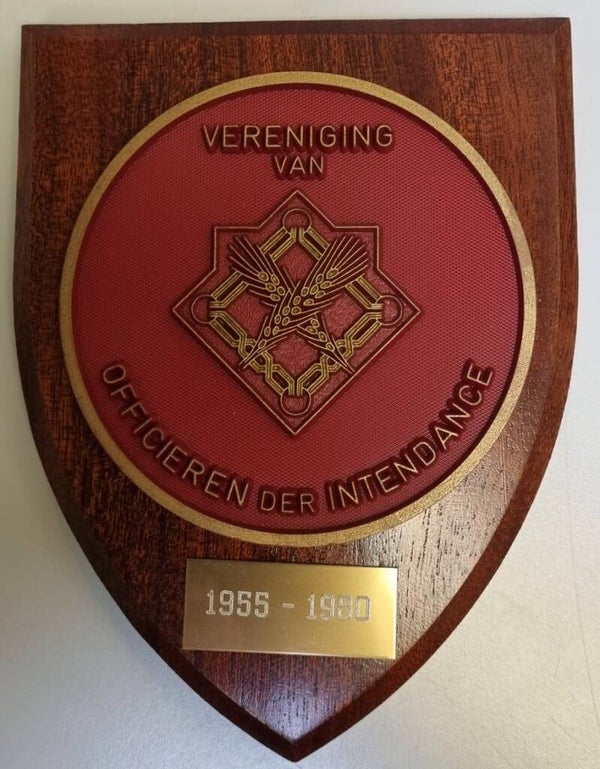 VERENIGING
VAN
OFFICIEREN DER INTENDANCE
1955 - 1980